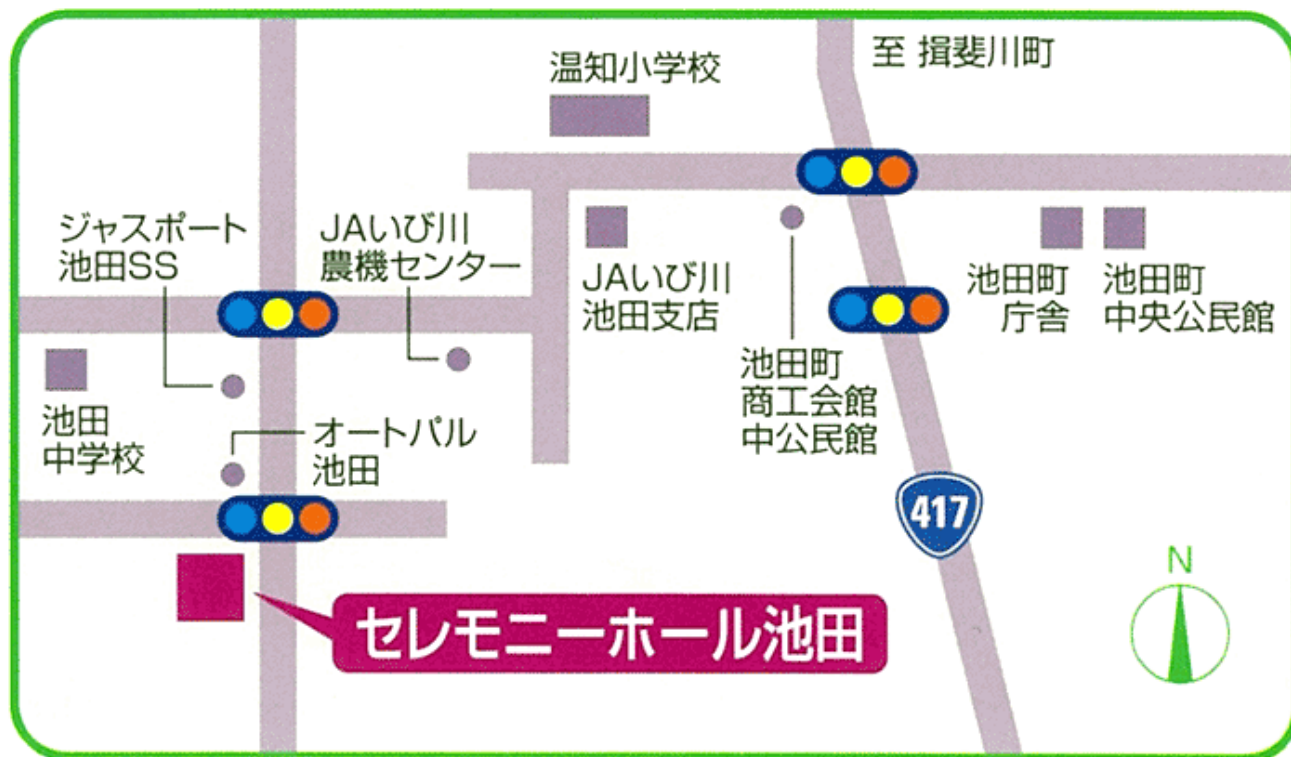 至 揖斐川町
温知小学校
ジャスポート
池田SS
JAいび川
農機センター
JAいび川
池田支店
池田町
庁舎
池田町
中央公民館
池田町
商工会館
中公民館
池田
中学校
オートパル
池田
417
N
セレモニーホール池田